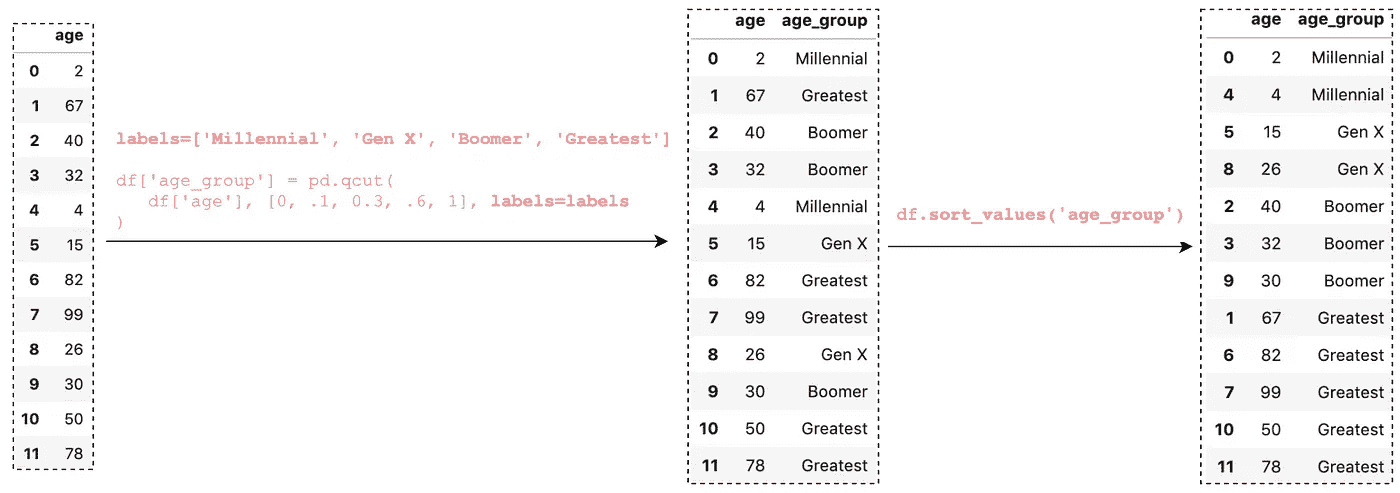 age
0 2
1 67
2 40
3 32
4 4
5 15
6 82
7 99
8 26
9 30
10 50
11 78
labels=['Millennial', 'Gen X', 'Boomer', 'Greatest']
df['age_group'] = pd.qcut(
df['age'], [0, .1, 0.3, .6, 1], labels=labels
)
age age_group
0 2 Millennial
1 67 Greatest
2 40 Boomer
3 32 Boomer
4 4 Millennial
5 15 Gen X
6 82 Greatest
7 99 Greatest
8 26 Gen X
9 30 Boomer
10 50 Greatest
11 78 Greatest
df.sort_values('age_group')
age age_group
0 2 Millennial
4 4 Millennial
5 15 Gen X
8 26 Gen X
2 40 Boomer
3 32 Boomer
9 30 Boomer
1 67 Greatest
6 82 Greatest
7 99 Greatest
10 50 Greatest
11 78 Greatest